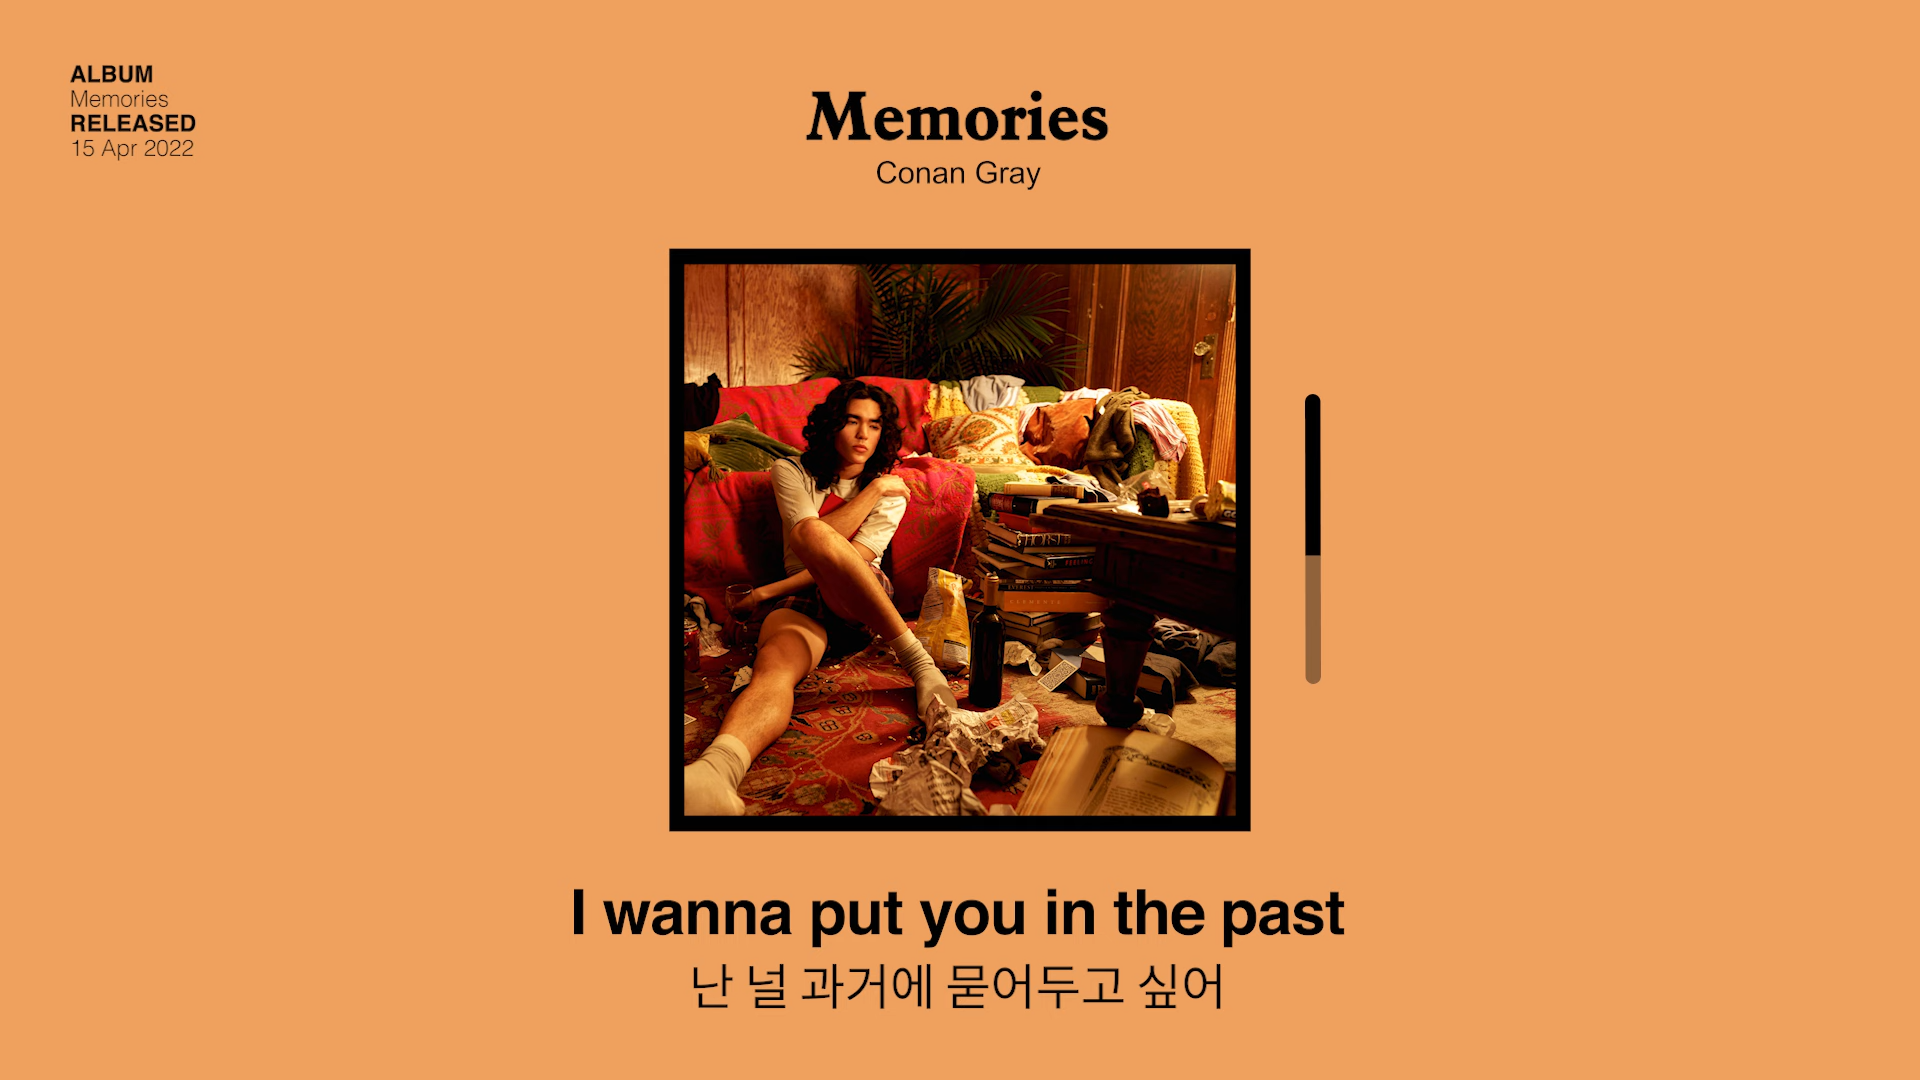 ALBUM
Memories
RELEASED
15 Apr 2022
Memories
Conan Gray
I wanna put you in the past
난 널 과거에 묻어두고 싶어